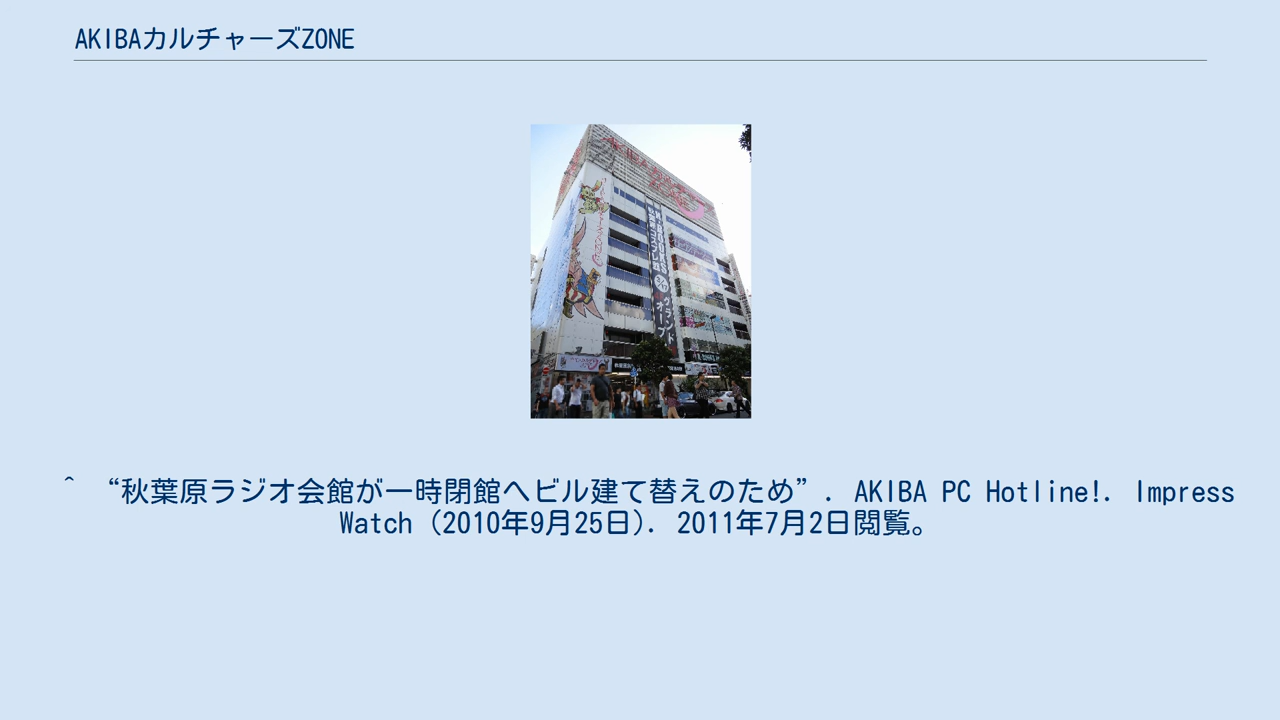 AKIBAカルチャーズZONE
^ “秋葉原ラジオ会館が一時閉館へビル建て替えのため”. AKIBA PC Hotline!. Impress
Watch (2010年9月25日). 2011年7月2日閲覧。